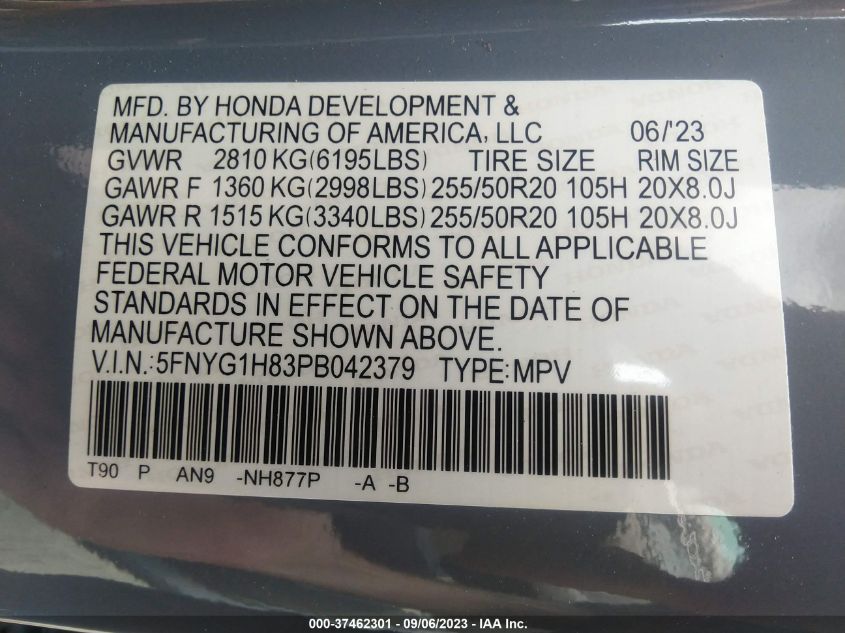 MFD. BY HONDA DEVELOPMENT &
MANUFACTURING OF AMERICA, LLC 06/'23
GVWR 2810 KG(6195LBS) TIRE SIZE RIM SIZE
GAWR F 1360 KG(2998LBS) 255/50R20 105H 20X8.0J
GAWR R 1515 KG(3340LBS) 255/50R20 105H 20X8.0J
THIS VEHICLE CONFORMS TO ALL APPLICABLE
FEDERAL MOTOR VEHICLE SAFETY
STANDARDS IN EFFECT ON THE DATE OF
MANUFACTURE SHOWN ABOVE.
V.I.N.:5FNYG1H83PB042379 TYPE:MPV
T90 P AN9 -NH877P -A -B
000-37462301 - 09/06/2023 - IAA Inc.